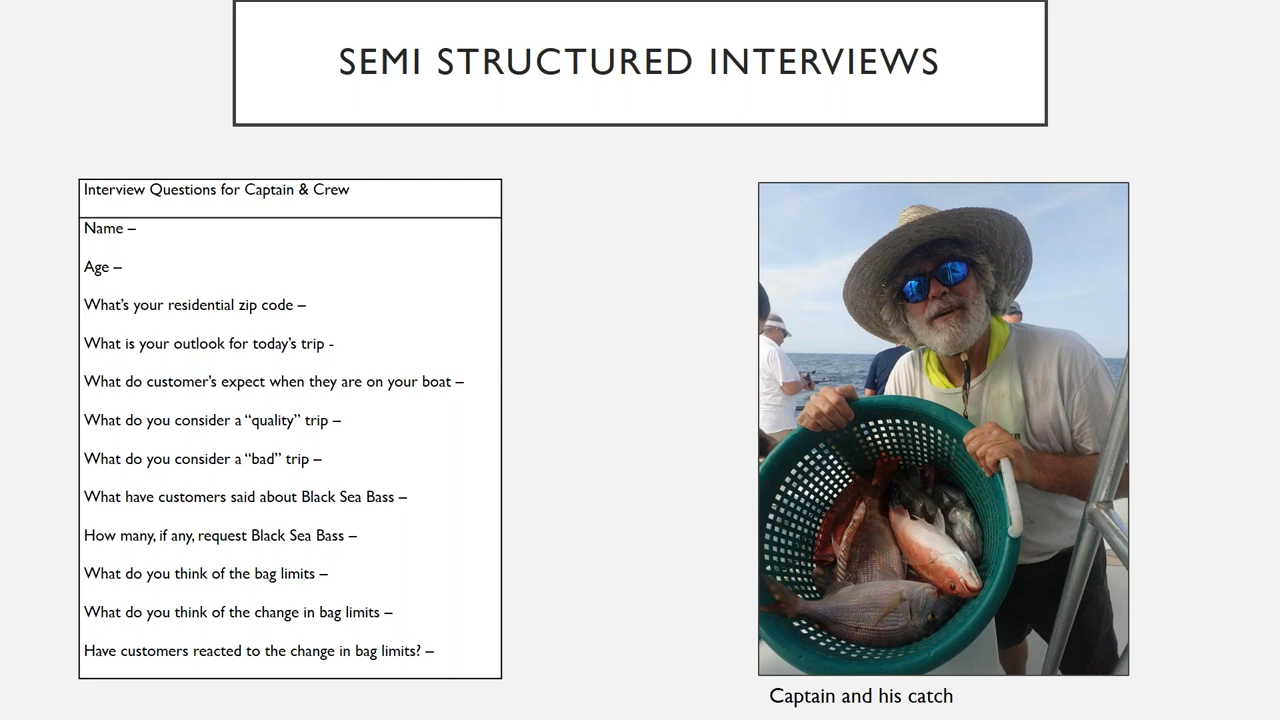 SEMI STRUCTURED INTERVIEWS
Interview Questions for Captain & Crew
Name –
Age –
What's your residential zip code –
What is your outlook for today's trip -
What do customer's expect when they are on your boat –
What do you consider a “quality” trip –
What do you consider a “bad” trip –
What have customers said about Black Sea Bass –
How many, if any, request Black Sea Bass –
What do you think of the bag limits –
What do you think of the change in bag limits –
Have customers reacted to the change in bag limits? –
Captain and his catch